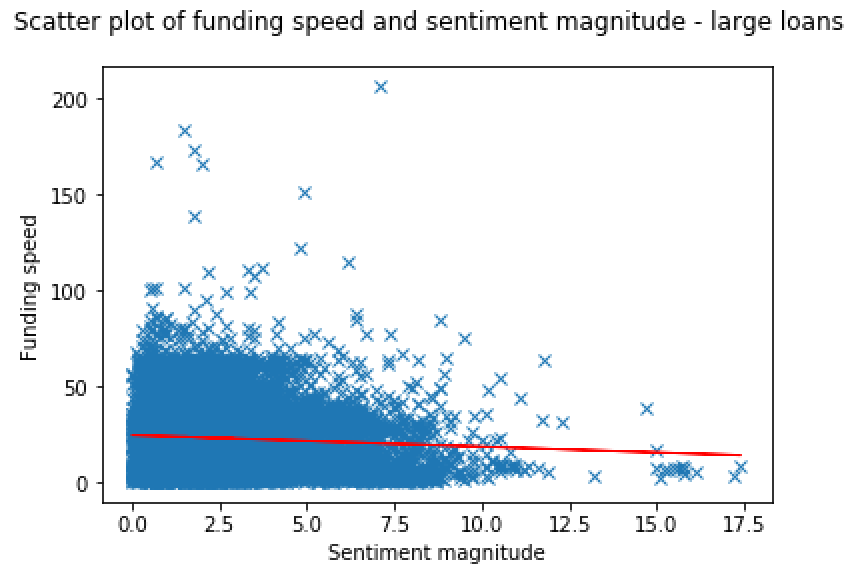 Scatter plot of funding speed and sentiment magnitude - large loans
200
150
100
50
0
Funding speed
0.0 2.5 5.0 7.5 10.0 12.5 15.0 17.5
Sentiment magnitude